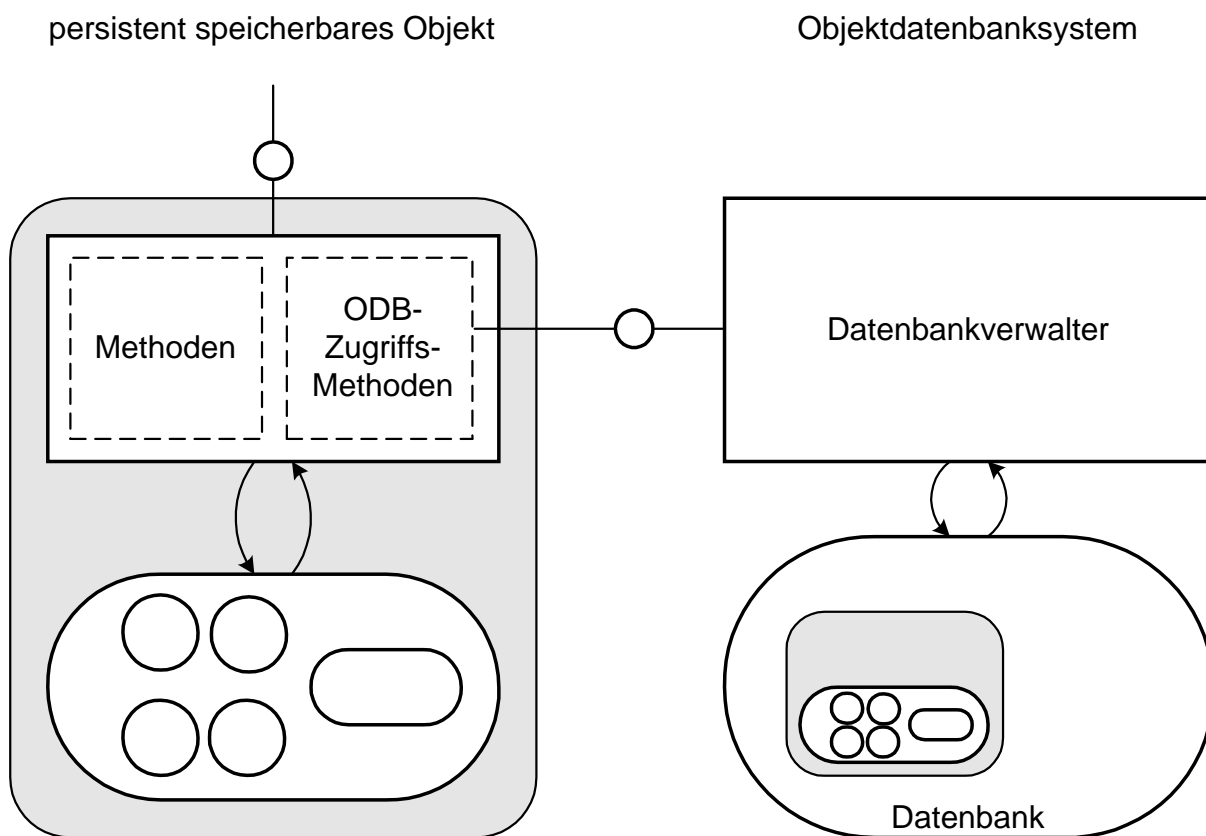 persistent speicherbares Objekt
Objektdatenbanksystem
Methoden
ODB-
Zugriffs-
Methoden
Datenbankverwalter
Datenbank